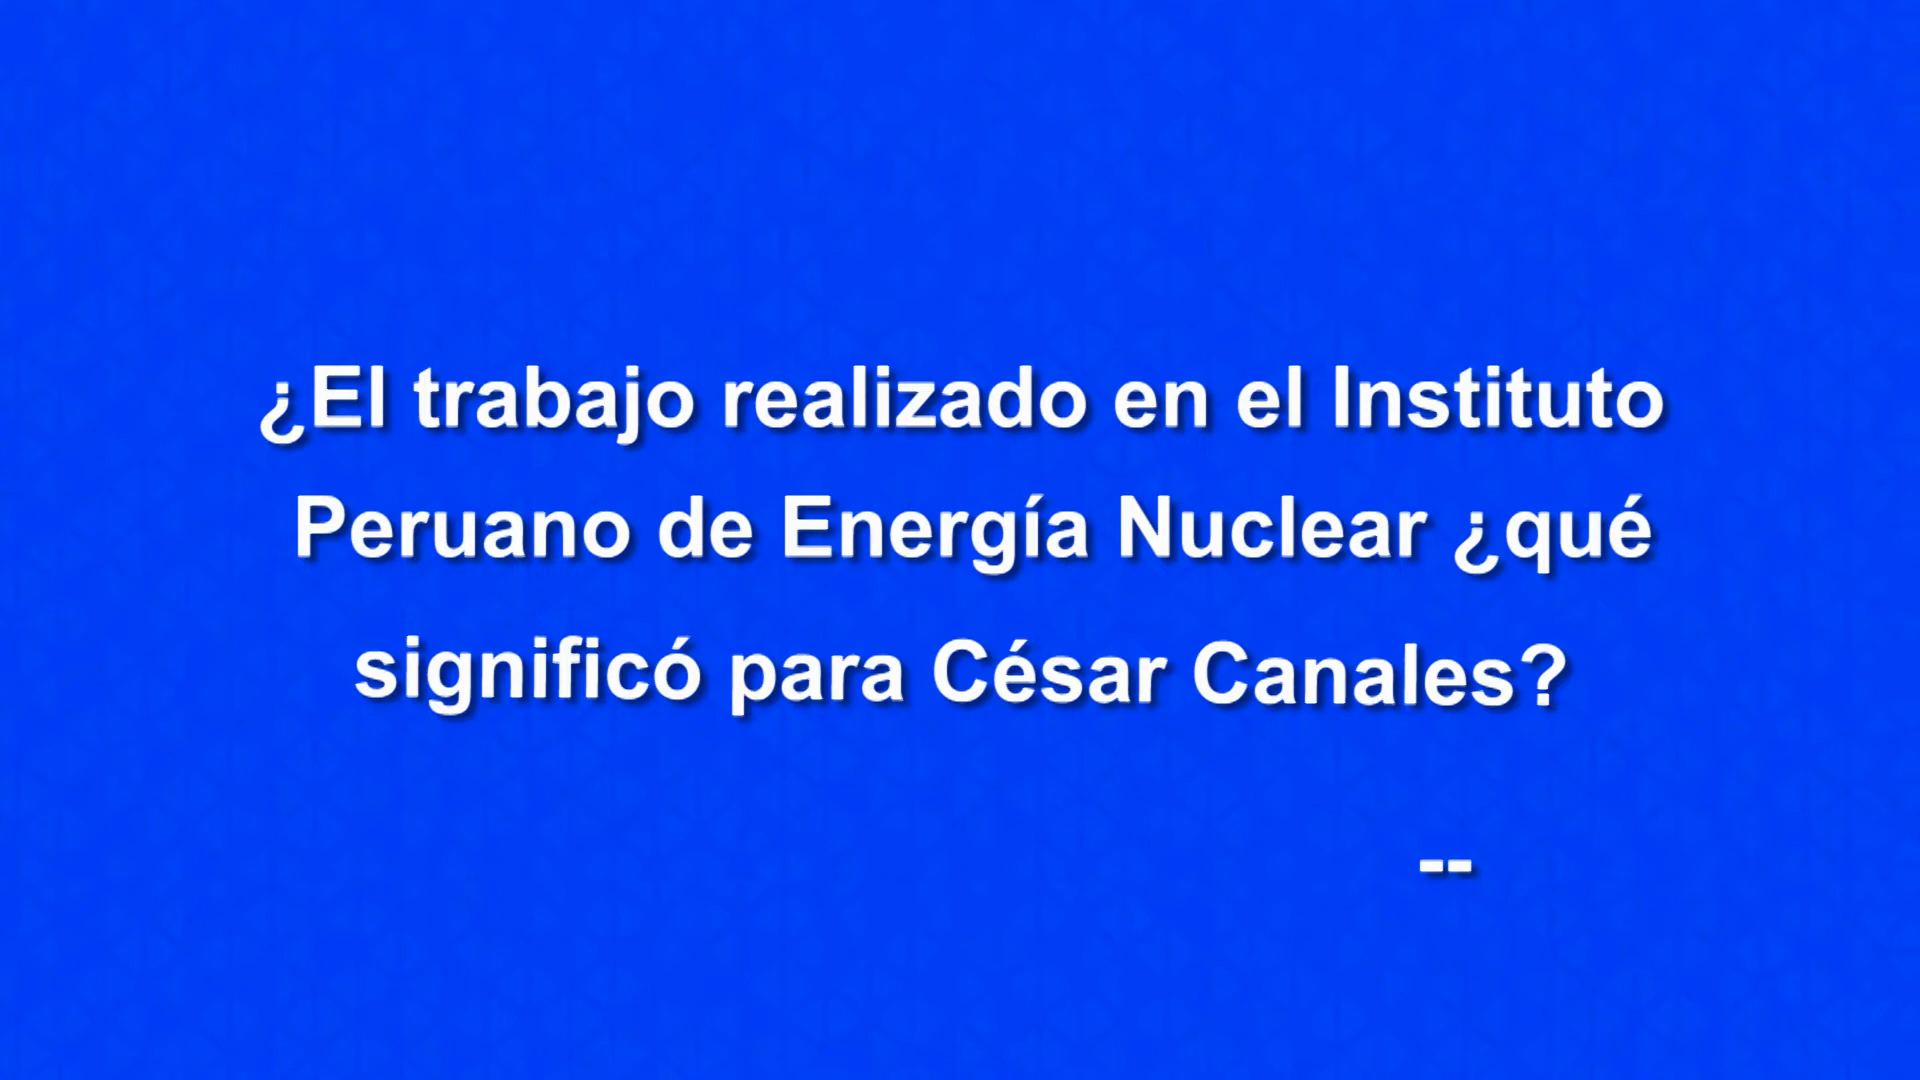 ¿El trabajo realizado en el Instituto
Peruano de Energía Nuclear ¿qué
significó para César Canales?
--